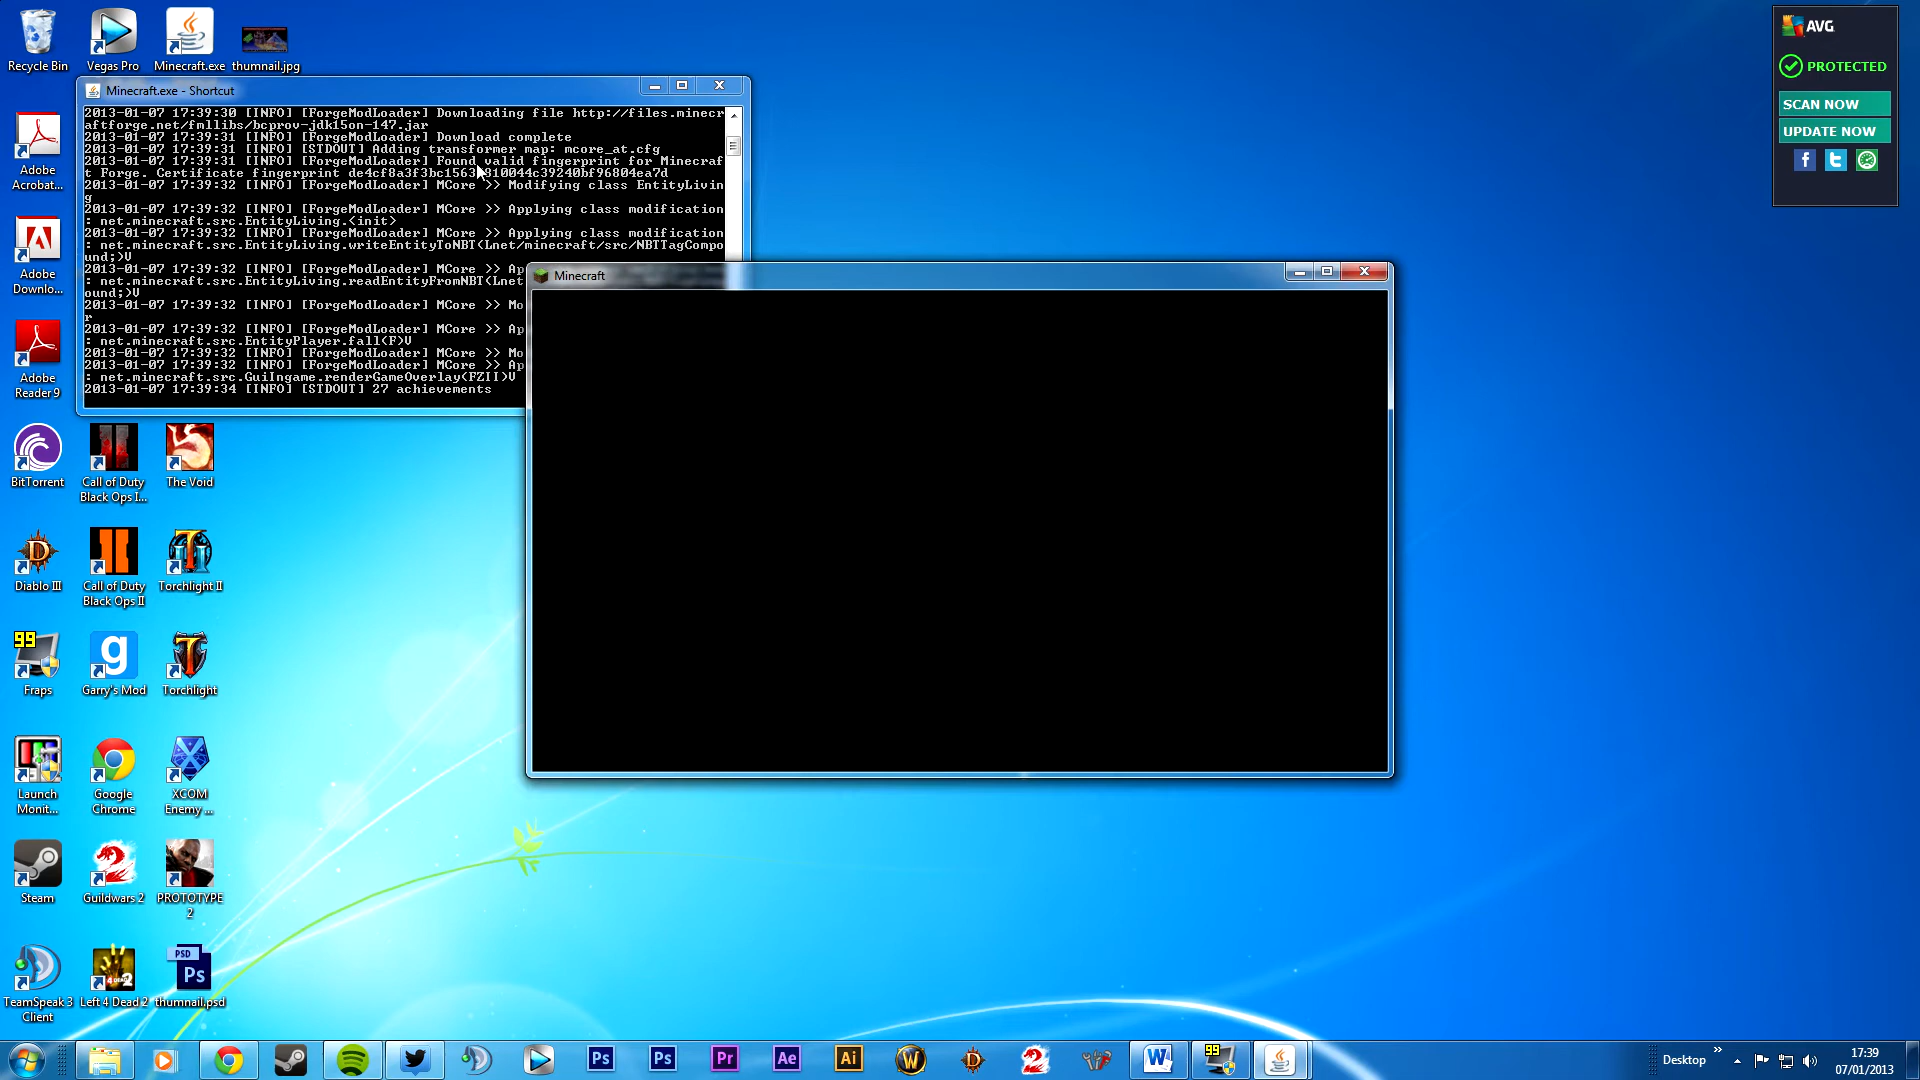 Recycle Bin
Vegas Pro
Minecraft.exe
thumnail.jpg
Minecraft.exe - Shortcut
2013-01-07 17:39:30 [INFO] [ForgeModLoader] Downloading file http://files.minecr
aftforge.net/fmllibs/bcprov-jdk15on-147.jar
2013-01-07 17:39:31 [INFO] [ForgeModLoader] Download complete
2013-01-07 17:39:31 [INFO] [STDOUT] Adding transformer map: mcore_at.cfg
2013-01-07 17:39:31 [INFO] [ForgeModLoader] Found valid fingerprint for Minecraf
t Forge. Certificate fingerprint
2013-01-07 17:39:32 [INFO] [ForgeModLoader] MCore >> Modifying class EntityLivin
g
2013-01-07 17:39:32 [INFO] [ForgeModLoader] MCore >> Applying class modification
: net.minecraft.src.EntityLiving.<init>
2013-01-07 17:39:32 [INFO] [ForgeModLoader] MCore >> Applying class modification
: net.minecraft.src.EntityLiving.writeEntityToNBT(Lnet/minecraft/src/NBTTagCompo
und;)V
2013-01-07 17:39:32 [INFO] [ForgeModLoader] MCore >> Ap
: net.minecraft.src.EntityLiving.readEntityFromNBT(Lnet
ound;)V
2013-01-07 17:39:32 [INFO] [ForgeModLoader] MCore >> Mo
r
2013-01-07 17:39:32 [INFO] [ForgeModLoader] MCore >> Ap
: net.minecraft.src.EntityPlayer.fall(F)V
2013-01-07 17:39:32 [INFO] [ForgeModLoader] MCore >> Mo
2013-01-07 17:39:32 [INFO] [ForgeModLoader] MCore >> Ap
: net.minecraft.src.GuiIngame.renderGameOverlay(FZII)V
2013-01-07 17:39:34 [INFO] [STDOUT] 27 achievements
Minecraft
AVG
PROTECTED
SCAN NOW
UPDATE NOW
Adobe
Acrobat...
Adobe
Downlo...
Adobe
Reader 9
BitTorrent
Call of Duty
Black Ops I...
The Void
Diablo III
Call of Duty
Black Ops II
Torchlight II
99
Fraps
Garry's Mod
Torchlight
Launch
Monit...
Google
Chrome
XCOM
Enemy ...
Steam
Guildwars 2
PROTOTYPE
2
TeamSpeak 3
Client
Left 4 Dead 2
PSD
Ps
thumnail.psd
Ps
Ps
Pr
Ae
Ai
W
99
Desktop
17:39
07/01/2013